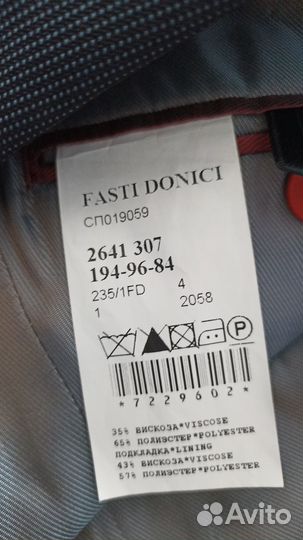 FASTI DONICI
СП019059
2641 307
194-96-84
235/1FD 4
1 2058
P
*7229602*
35% ВИСКОЗА*VISCOSE
65% ПОЛИЭСТЕР*POLYESTER
ПОДКЛАДКА*LINING
43% ВИСКОЗА*VISCOSE
57% ПОЛИЭСТЕР*POLYESTER
Avito